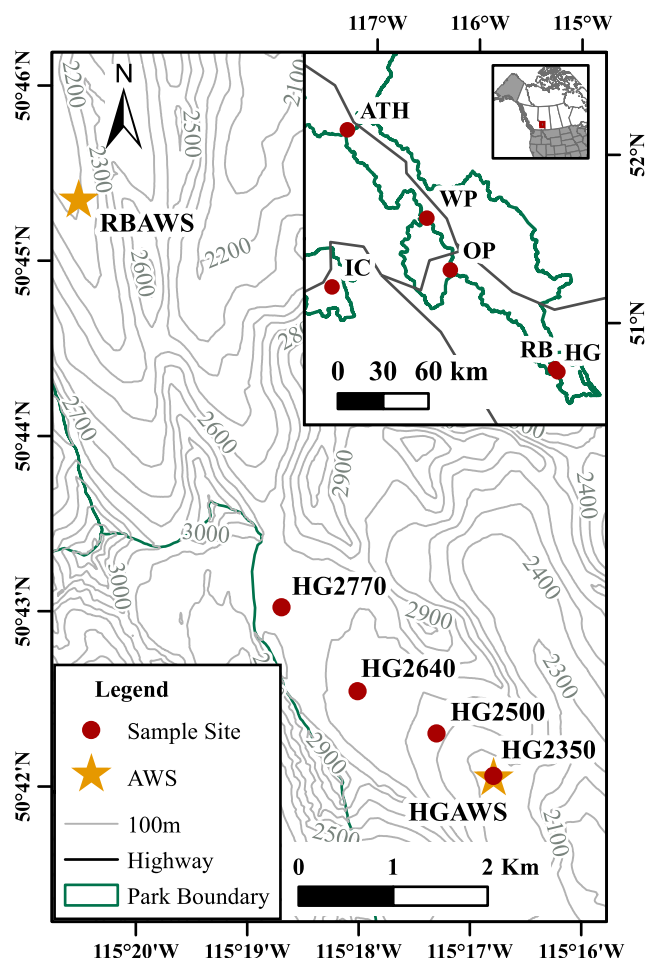 117°W
116°W
115°W
50°46'N
50°45'N
50°44'N
50°43'N
50°42'N
52°N
51°N
N
2200
2300
2500
2100
RBAWS
2200
2600
ATH
WP
OP
IC
RB
HG
0
30
60 km
2700
2600
2900
2400
3000
3000
2400
HG2770
2900
HG2640
2300
HG2500
HG2350
HGAWS
2900
2500
2100
Legend
Sample Site
AWS
100m
Highway
Park Boundary
0
1
2 Km
115°20'W
115°19'W
115°18'W
115°17'W
115°16'W